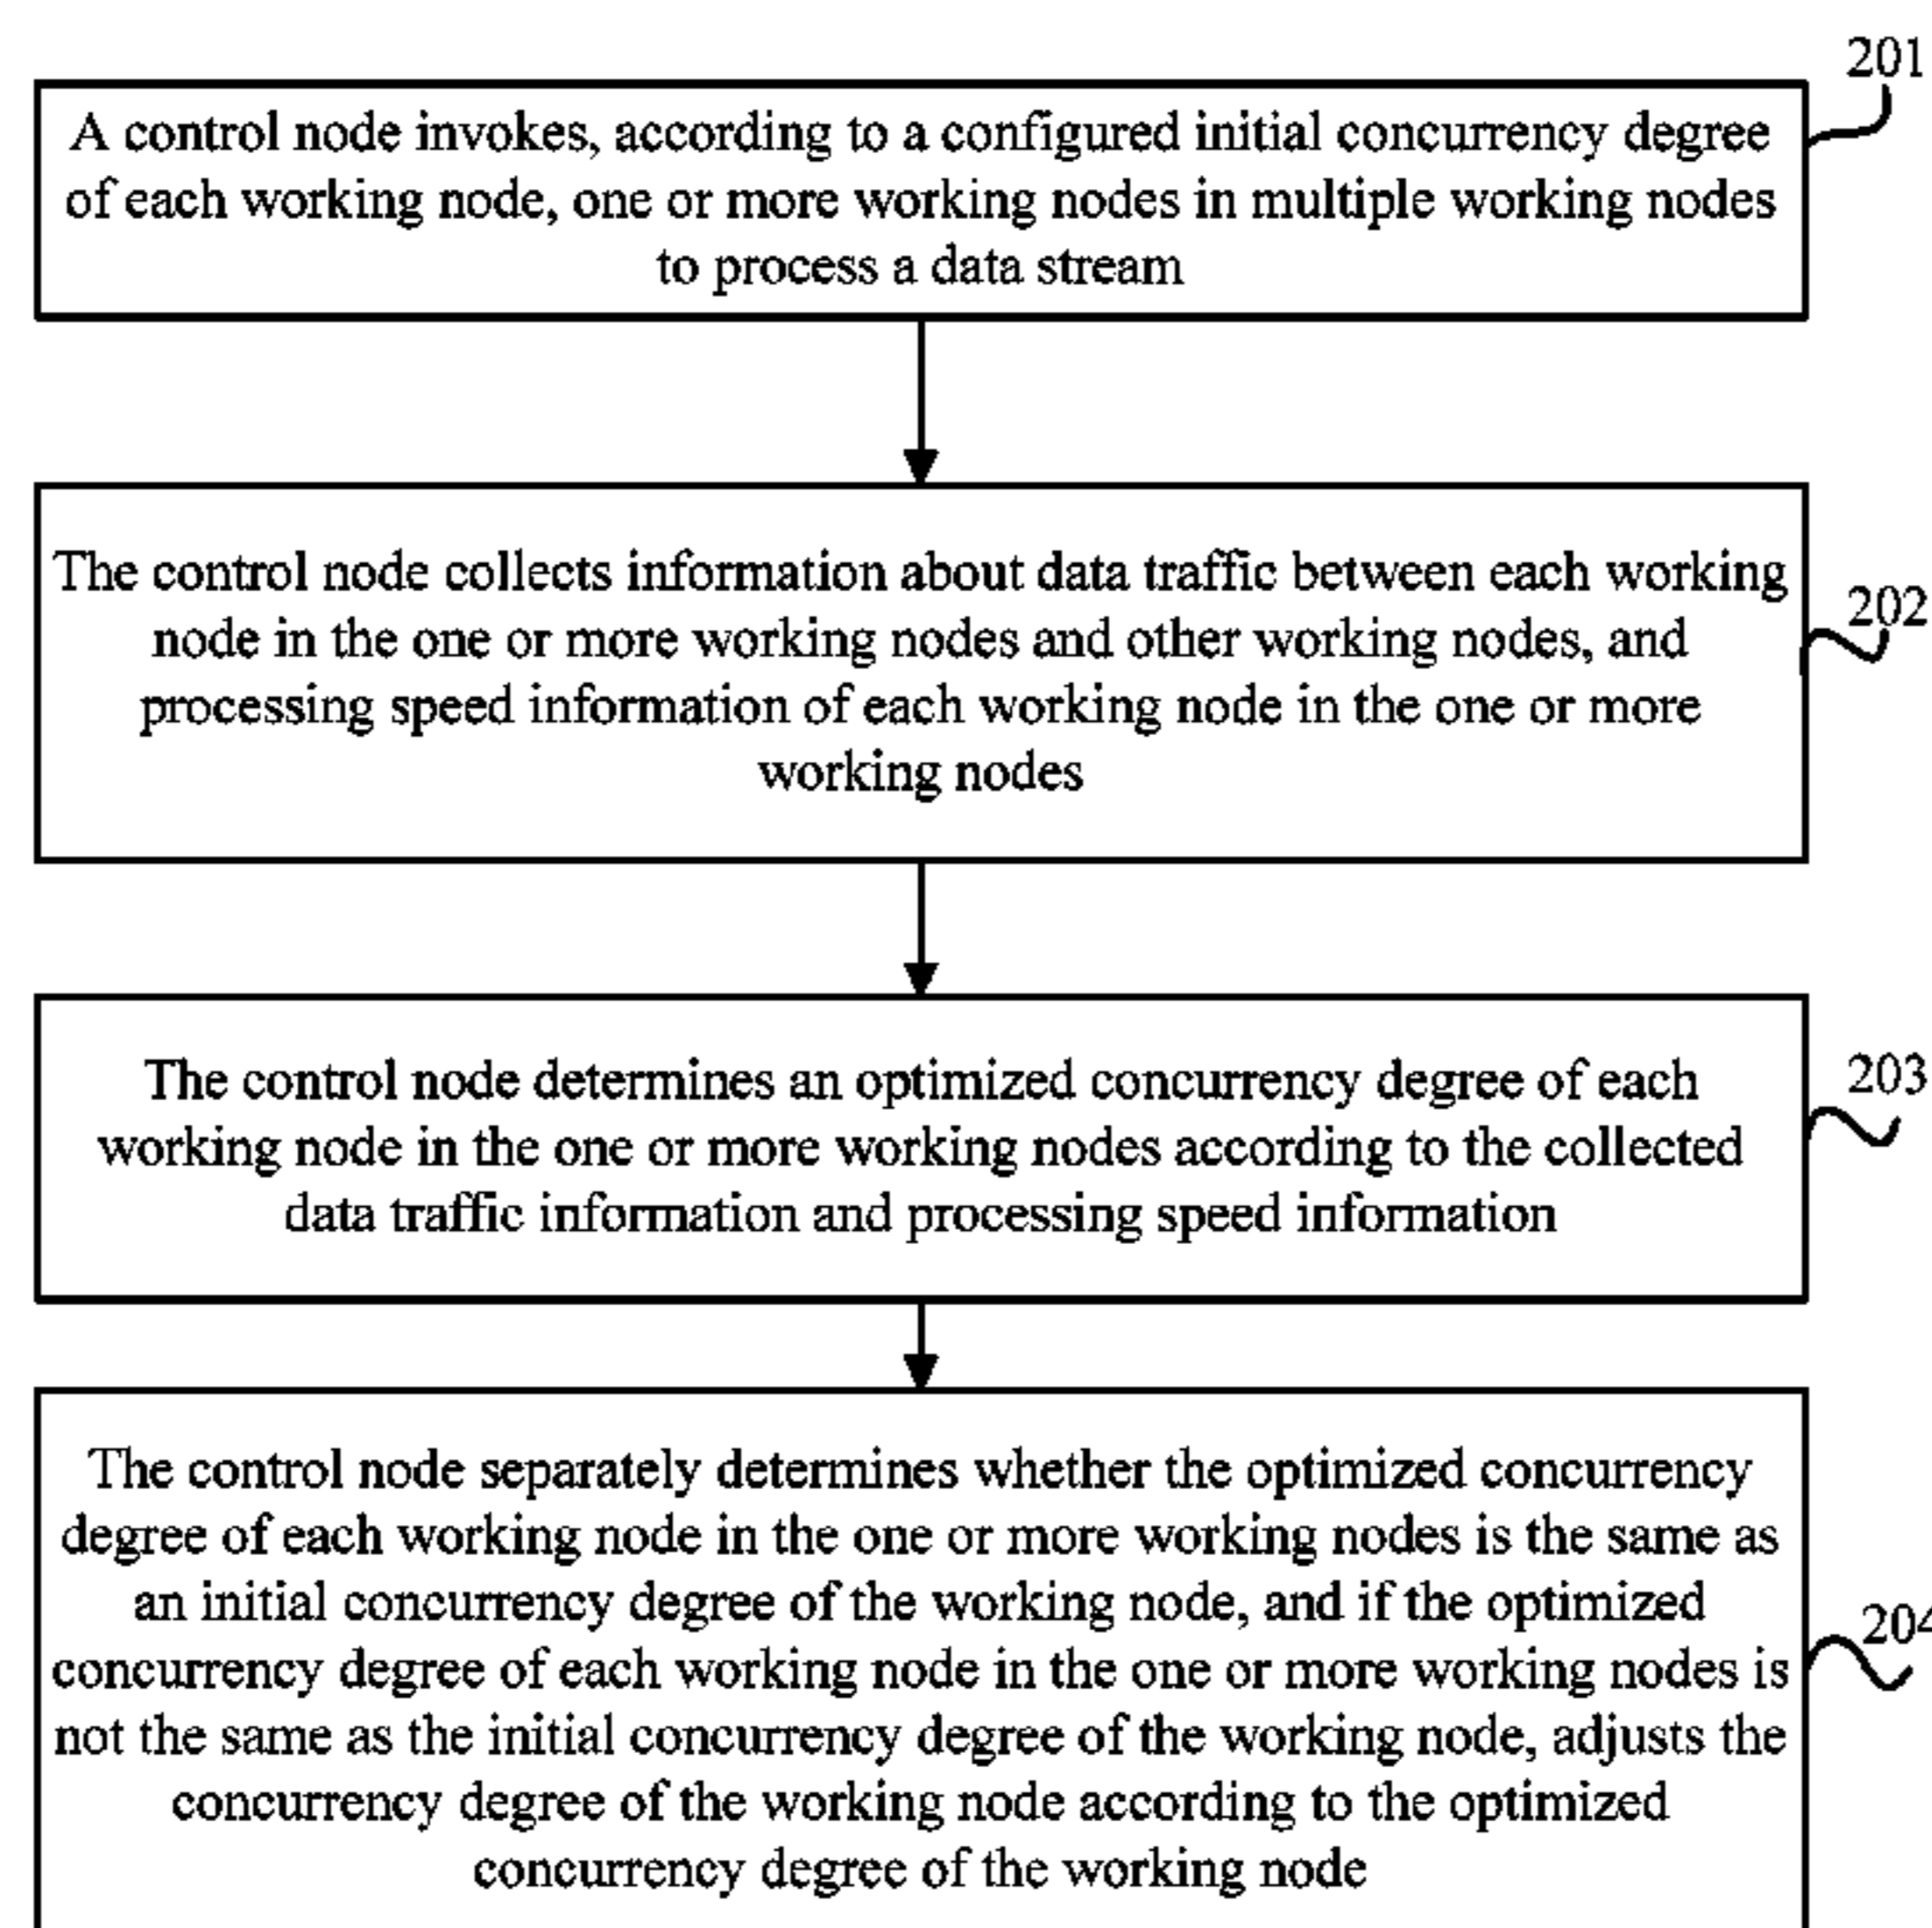 201
A control node invokes, according to a configured initial concurrency degree
of each working node, one or more working nodes in multiple working nodes
to process a data stream
The control node collects information about data traffic between each working
node in the one or more working nodes and other working nodes, and
processing speed information of each working node in the one or more
working nodes
202
The control node determines an optimized concurrency degree of each
working node in the one or more working nodes according to the collected
data traffic information and processing speed information
203
The control node separately determines whether the optimized concurrency
degree of each working node in the one or more working nodes is the same as
an initial concurrency degree of the working node, and if the optimized
concurrency degree of each working node in the one or more working nodes is
not the same as the initial concurrency degree of the working node, adjusts the
concurrency degree of the working node according to the optimized
concurrency degree of the working node
204